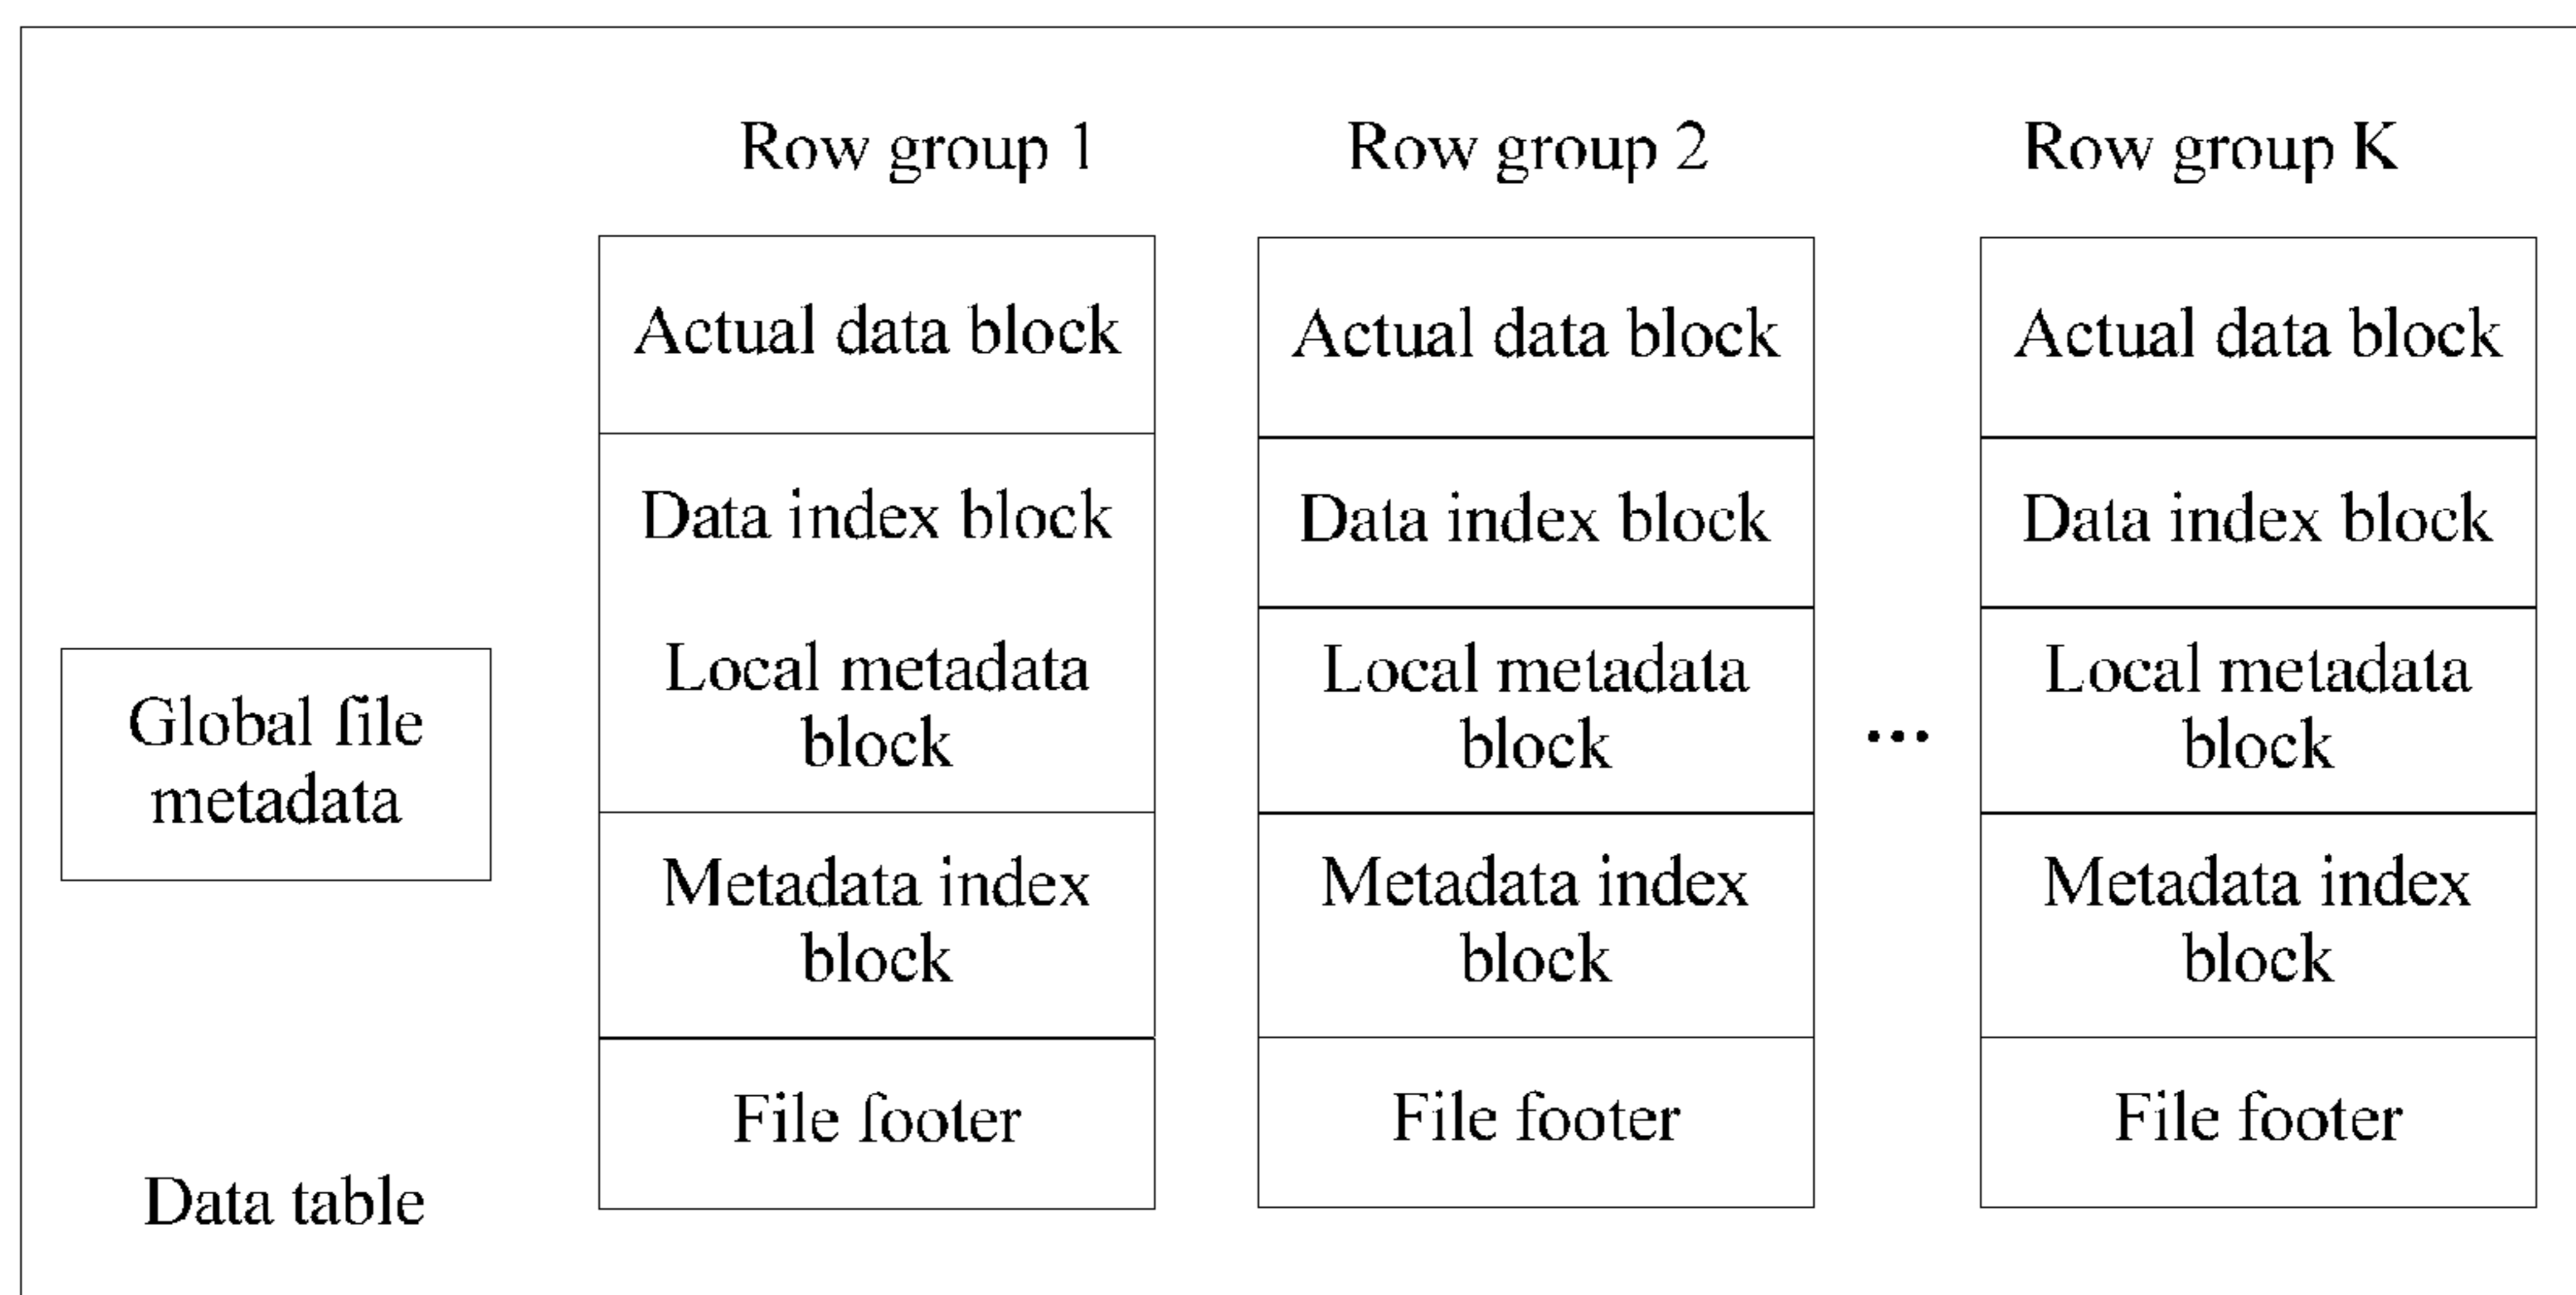 Row group 1
Row group 2
Row group K
Actual data block
Actual data block
Actual data block
Data index block
Data index block
Data index block
Local metadata
block
Local metadata
block
Local metadata
block
Global file
metadata
...
Metadata index
block
Metadata index
block
Metadata index
block
File footer
File footer
File footer
Data table